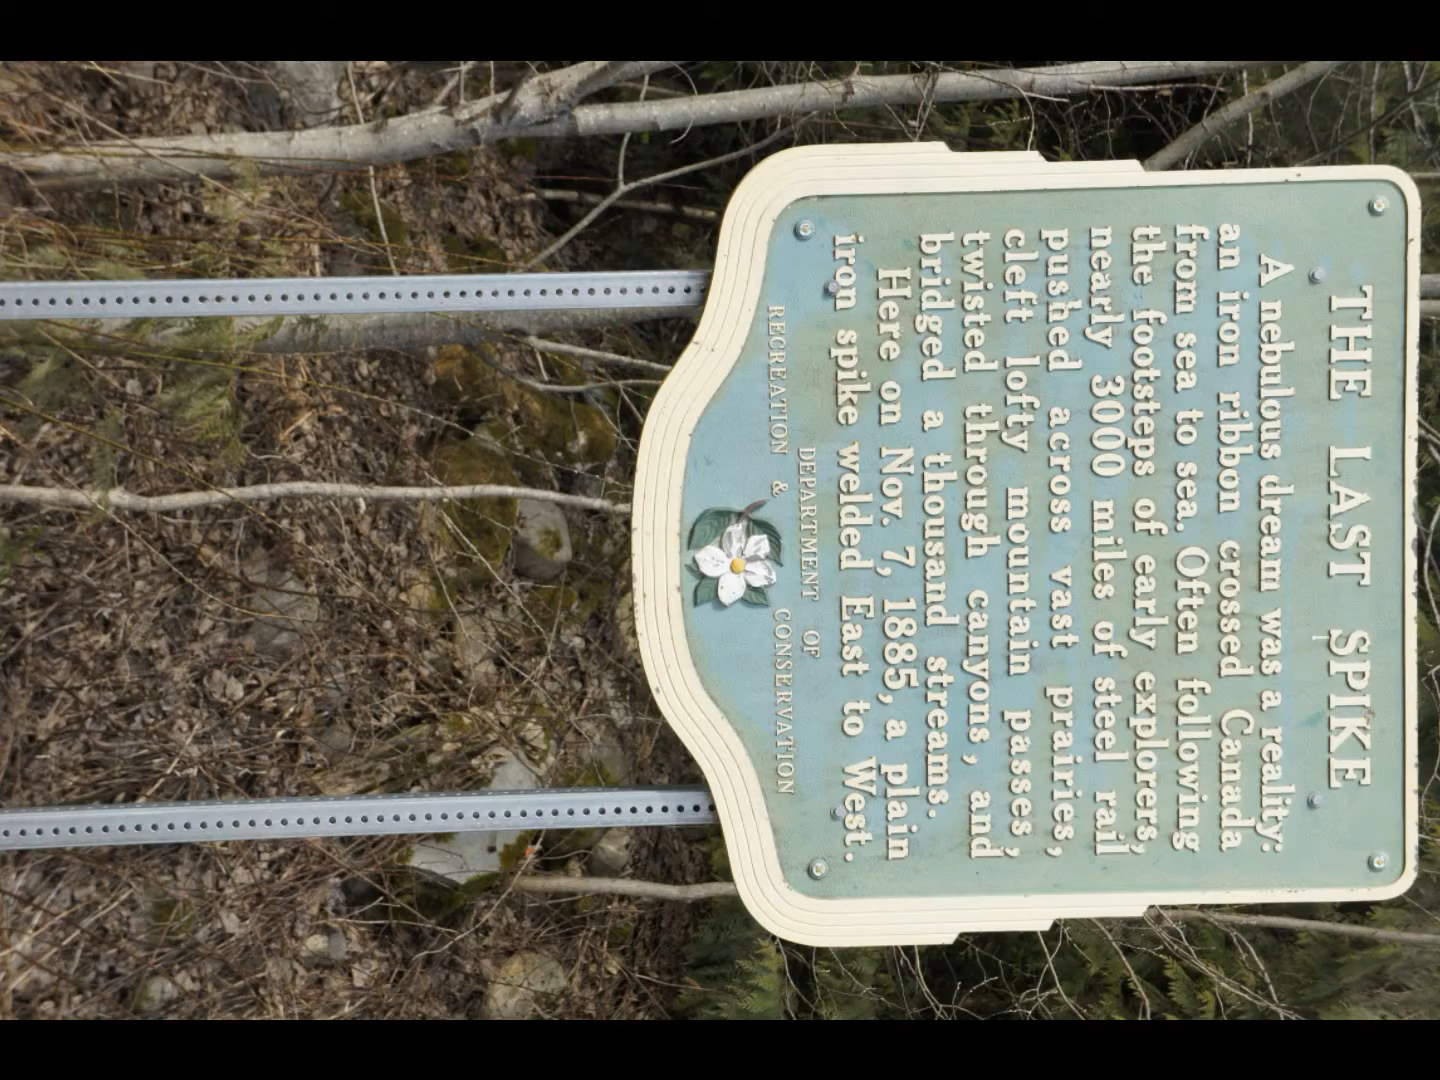 THE LAST SPIKE
A nebulous dream was a reality:
an iron ribbon crossed Canada
from sea to sea. Often following
the footsteps of early explorers,
nearly 3000 miles of steel rail
pushed across vast prairies,
cleft lofty mountain passes,
twisted through canyons, and
bridged a thousand streams.
Here on Nov. 7, 1885, a plain
iron spike welded East to West.
DEPARTMENT OF
RECREATION & CONSERVATION